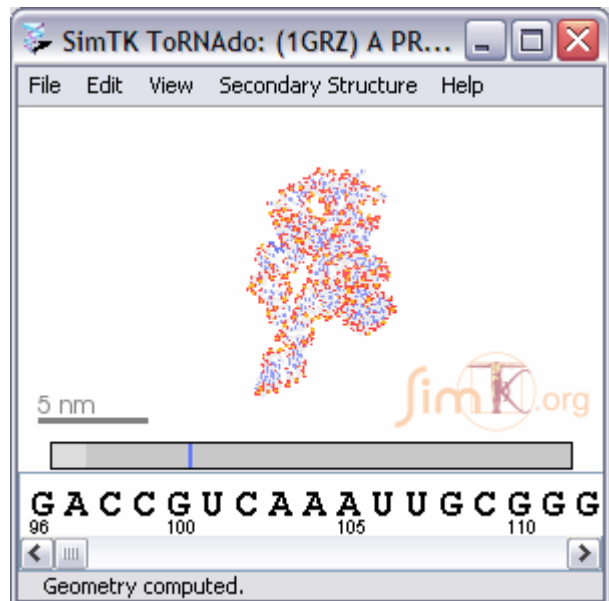 SimTK ToRNAdo: (1GRZ) A PR...
File Edit View Secondary Structure Help
5 nm
SimTK.org
G A C C G U C A A A U U G C G G G
96 100 105 110
Geometry computed.